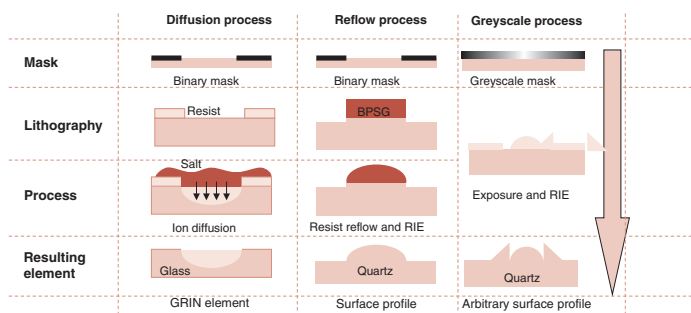 Diffusion process
Reflow process
Greyscale process
Mask
Binary mask
Binary mask
Greyscale mask
Lithography
Resist
BPSG
Process
Salt
Ion diffusion
Resist reflow and RIE
Exposure and RIE
Resulting
element
Glass
Quartz
Quartz
GRIN element
Surface profile
Arbitrary surface profile